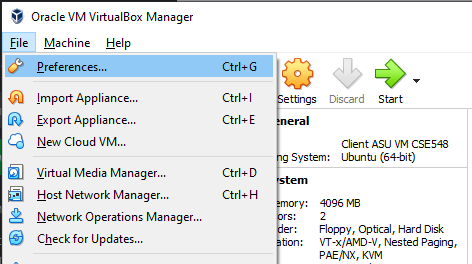 Oracle VM VirtualBox Manager
File Machine Help
Preferences... Ctrl+G
Import Appliance... Ctrl+I
Export Appliance... Ctrl+E
New Cloud VM...
Virtual Media Manager... Ctrl+D
Host Network Manager... Ctrl+H
Network Operations Manager...
Check for Updates...
Settings Discard Start
eneral
Client ASU VM CSE548
ing System: Ubuntu (64-bit)
ystem
emory: 4096 MB
ors: 2
der: Floppy, Optical, Hard Disk
ation: VT-x/AMD-V, Nested Paging,
PAE/NX, KVM